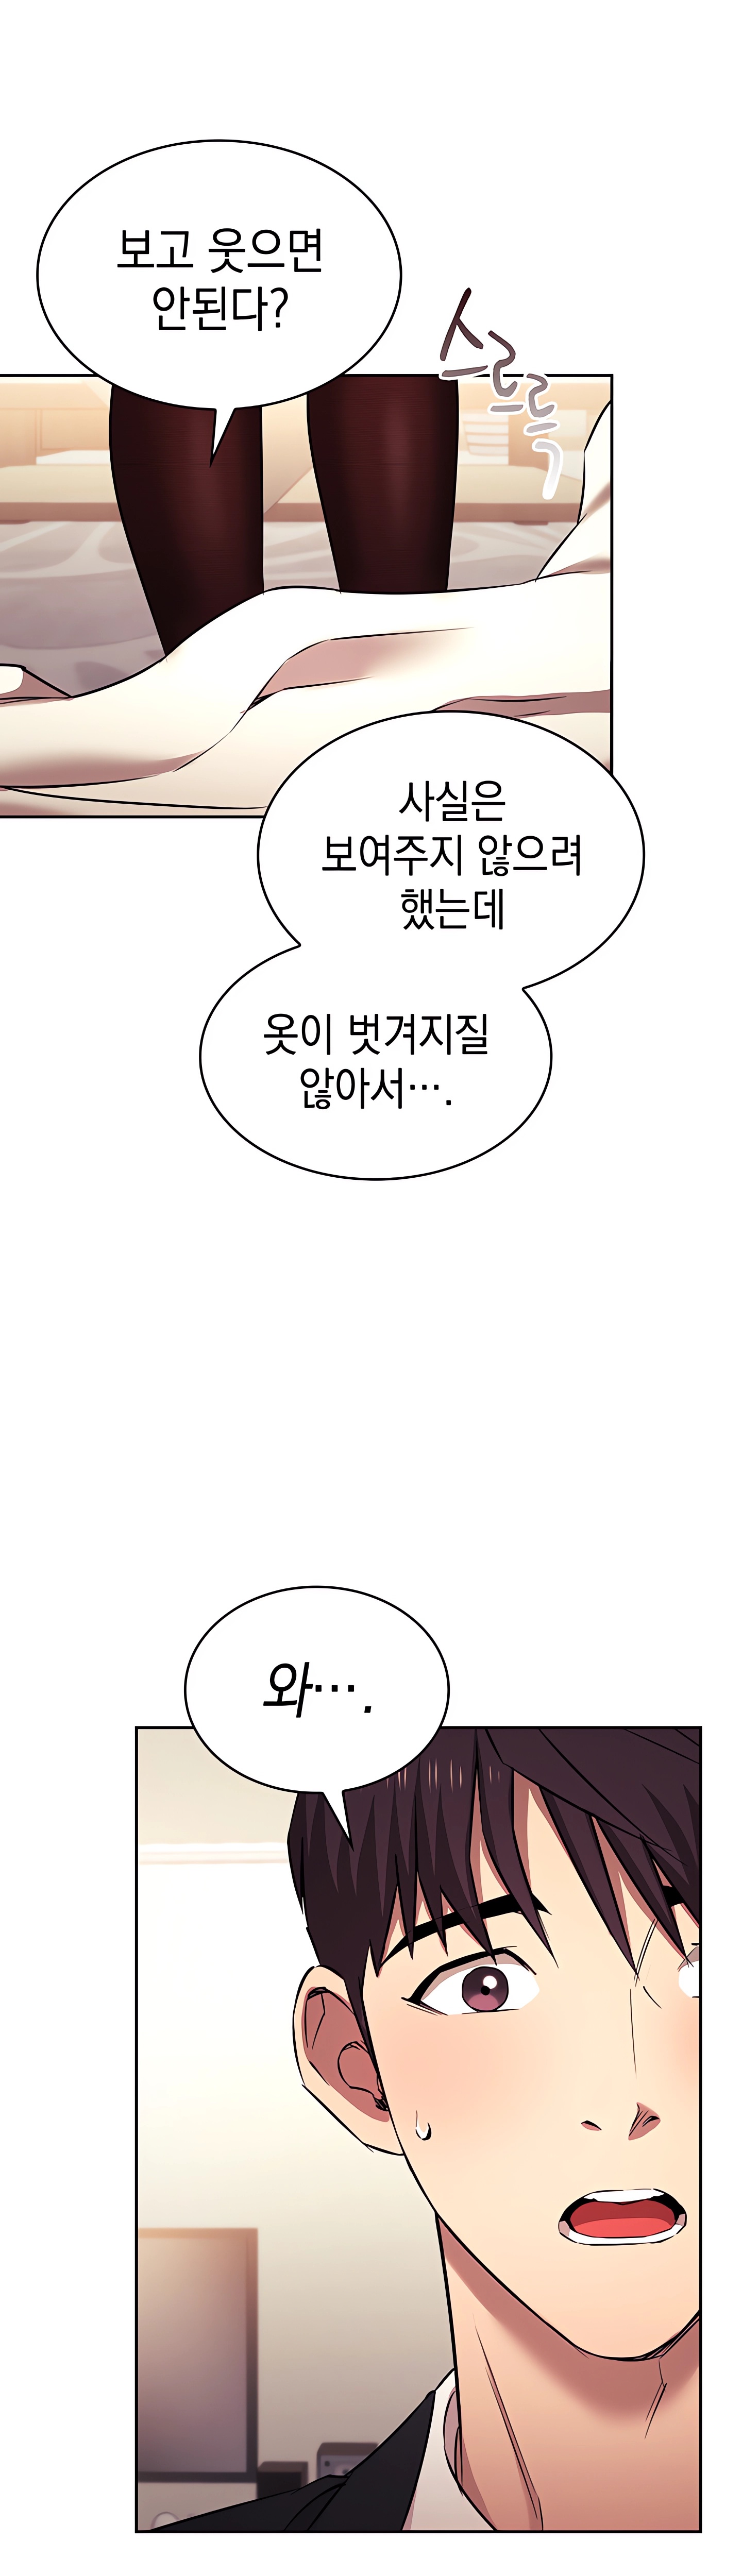 보고 웃으면
안된다?
스르륵
사실은
보여주지 않으려
했는데
옷이 벗겨지질
않아서….
와….